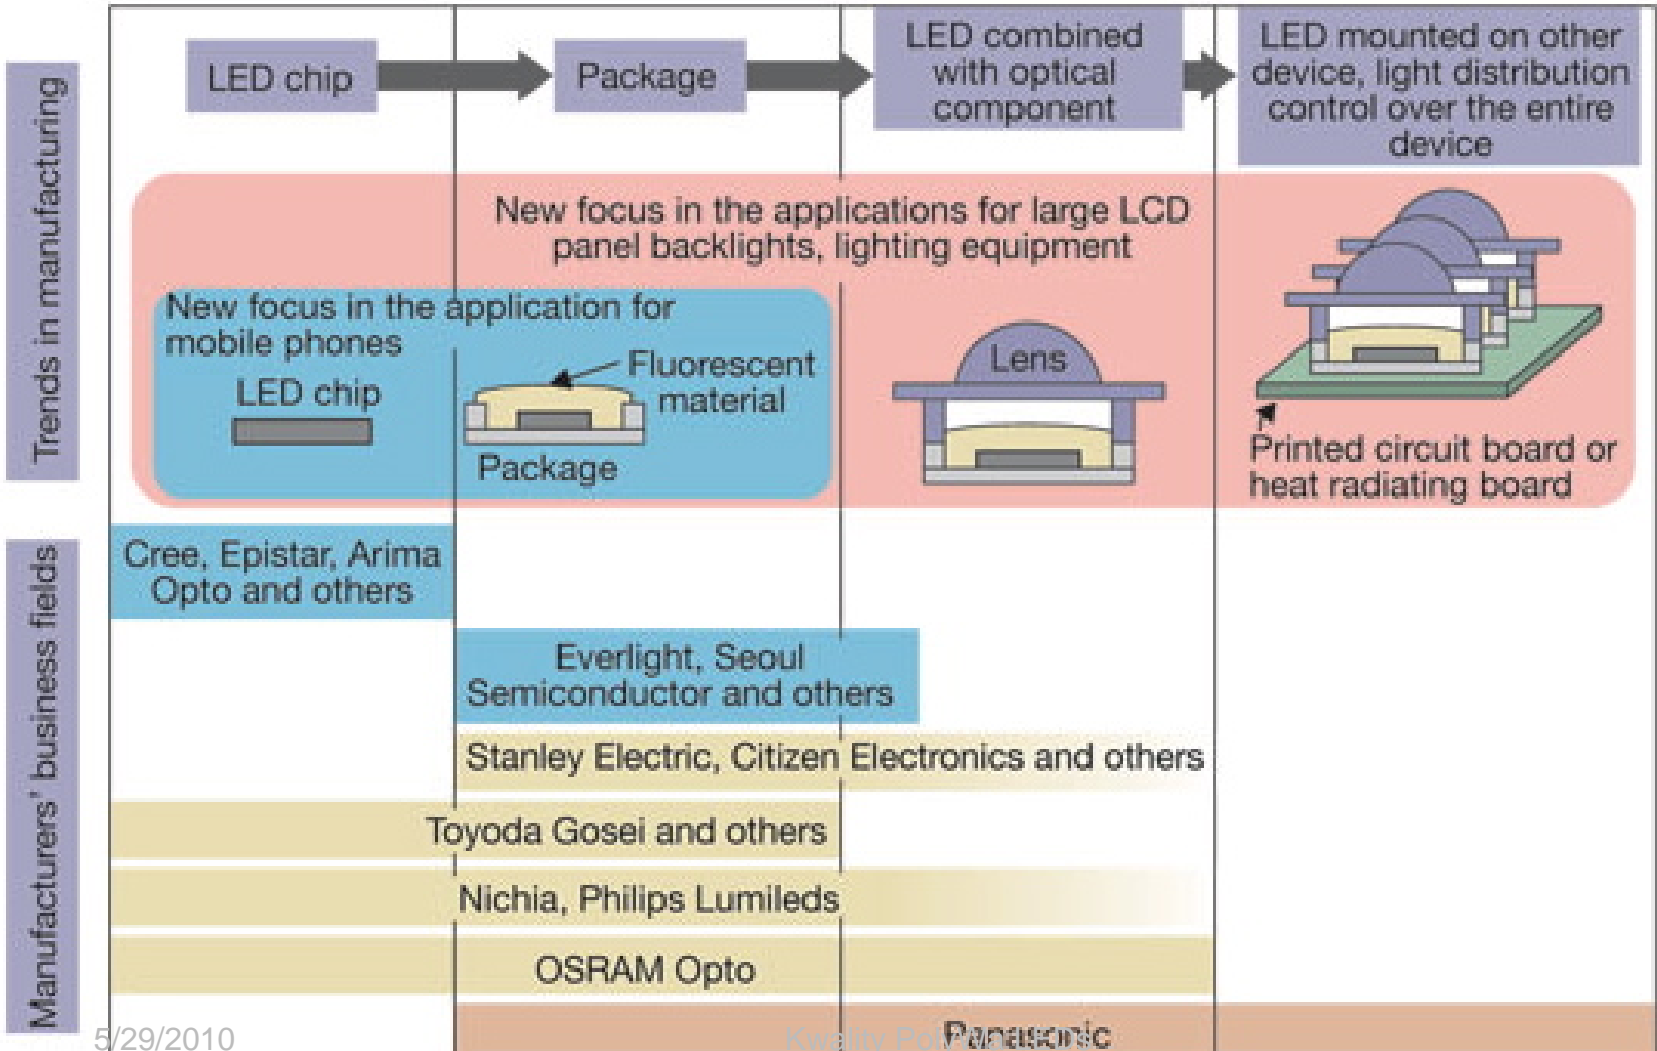 Trends in manufacturing
LED chip
Package
LED combined
with optical
component
LED mounted on other
device, light distribution
control over the entire
device
New focus in the applications for large LCD
panel backlights, lighting equipment
New focus in the application for
mobile phones
LED chip
Fluorescent
material
Package
Lens
Printed circuit board or
heat radiating board
Manufacturers' business fields
Cree, Epistar, Arima
Opto and others
Everlight, Seoul
Semiconductor and others
Stanley Electric, Citizen Electronics and others
Toyoda Gosei and others
Nichia, Philips Lumileds
OSRAM Opto
Panasonic
5/29/2010
Kwality